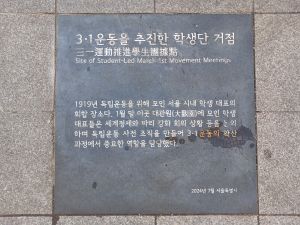 3·1운동을 추진한 학생단 거점
三一運動推進學生團據點
Site of Student-Led March 1st Movement Meetings
1919년 독립운동을 위해 모인 서울 시내 학생 대표의
회합 장소다. 1월 말 이곳 대관원(大觀園)에 모인 학생
대표들은 세계정세와 파리 강화 회의 상황 등을 논의
하며 독립운동 사전 조직을 만들어 3·1운동의 확산
과정에서 중요한 역할을 담당했다.
2024년 7월 서울특별시